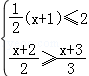 { 1/2 (x+1)⩽2
(x+2)/2 ⩾ (x+3)/3